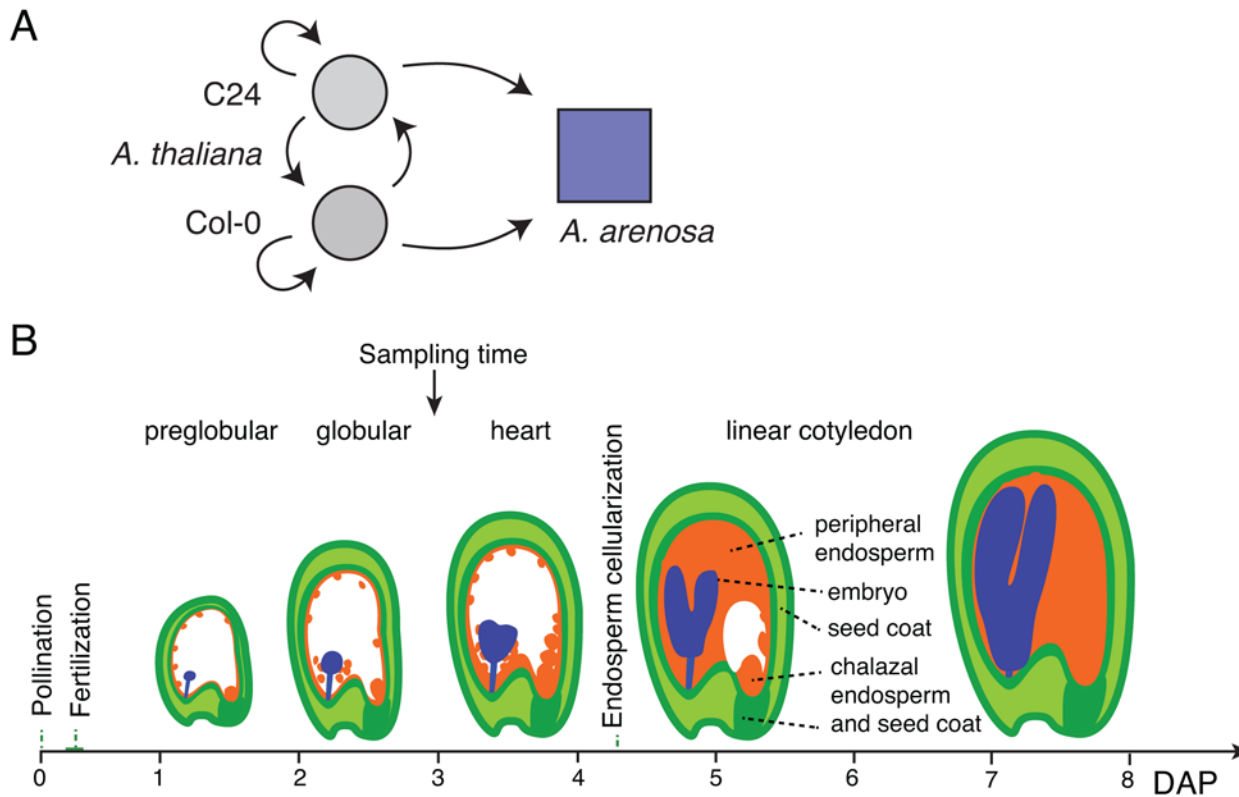 A
C24
A. thaliana
Col-0
A. arenosa
B
Sampling time
preglobular
globular
heart
linear cotyledon
Pollination
Fertilization
Endosperm cellularization
peripheral
endosperm
embryo
seed coat
chalazal
endosperm
and seed coat
0 1 2 3 4 5 6 7 8 DAP